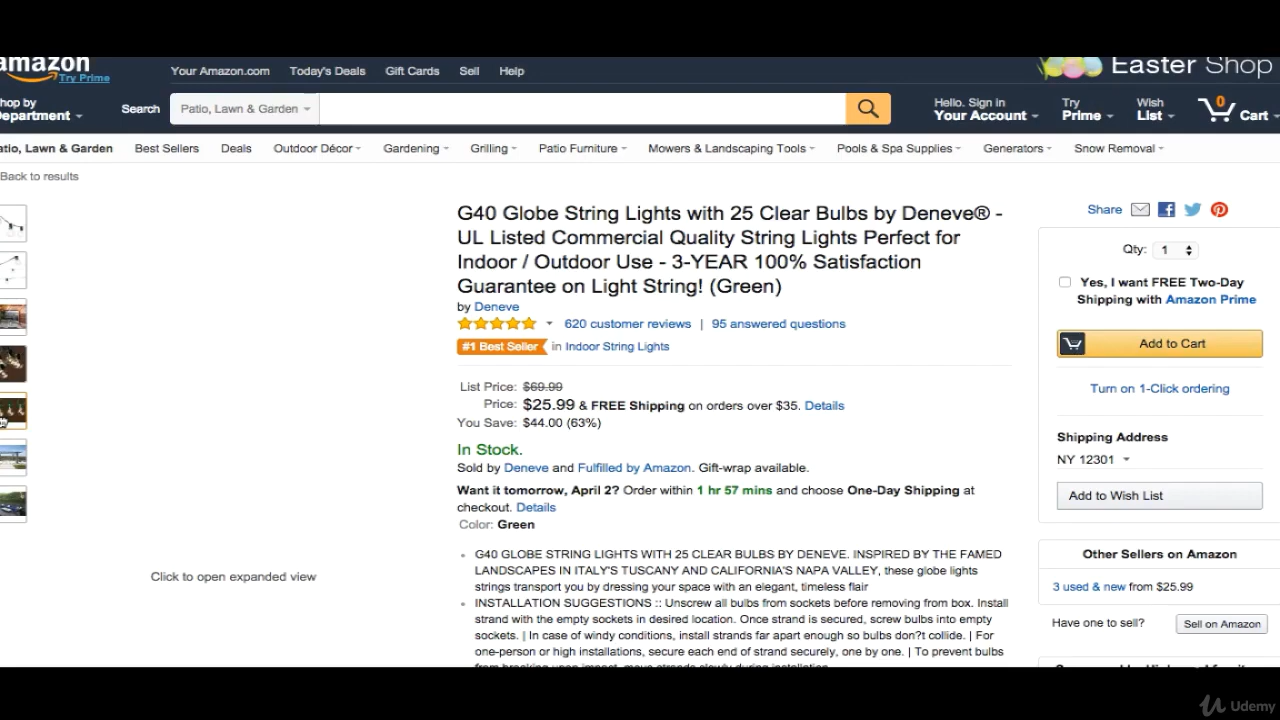 amazon
Try Prime
Your Amazon.com Today's Deals Gift Cards Sell Help
Easter Shop
hop by
epartment
Search Patio, Lawn & Garden
Hello. Sign in
Your Account
Try
Prime
Wish
List
0
Cart
atio, Lawn & Garden Best Sellers Deals Outdoor Décor Gardening Grilling Patio Furniture Mowers & Landscaping Tools Pools & Spa Supplies Generators Snow Removal
Back to results
G40 Globe String Lights with 25 Clear Bulbs by Deneve® -
UL Listed Commercial Quality String Lights Perfect for
Indoor / Outdoor Use - 3-YEAR 100% Satisfaction
Guarantee on Light String! (Green)
by Deneve
620 customer reviews | 95 answered questions
#1 Best Seller in Indoor String Lights
List Price: $69.99
Price: $25.99 & FREE Shipping on orders over $35. Details
You Save: $44.00 (63%)
In Stock.
Sold by Deneve and Fulfilled by Amazon. Gift-wrap available.
Want it tomorrow, April 2? Order within 1 hr 57 mins and choose One-Day Shipping at
checkout. Details
Color: Green
• G40 GLOBE STRING LIGHTS WITH 25 CLEAR BULBS BY DENEVE. INSPIRED BY THE FAMED
LANDSCAPES IN ITALY'S TUSCANY AND CALIFORNIA'S NAPA VALLEY, these globe lights
strings transport you by dressing your space with an elegant, timeless flair
• INSTALLATION SUGGESTIONS :: Unscrew all bulbs from sockets before removing from box. Install
strand with the empty sockets in desired location. Once strand is secured, screw bulbs into empty
sockets. | In case of windy conditions, install strands far apart enough so bulbs don?t collide. | For
one-person or high installations, secure each end of strand securely, one by one. | To prevent bulbs
from breaking upon impact, move strands slowly during installation
Click to open expanded view
Share
Qty: 1
Yes, I want FREE Two-Day
Shipping with Amazon Prime
Add to Cart
Turn on 1-Click ordering
Shipping Address
NY 12301
Add to Wish List
Other Sellers on Amazon
3 used & new from $25.99
Have one to sell? Sell on Amazon
Udemy